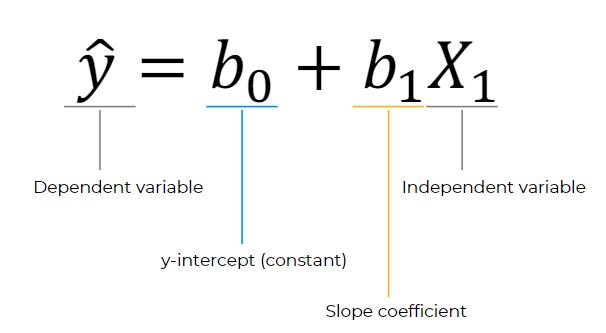 ŷ = b₀ + b₁X₁
Dependent variable
Independent variable
y-intercept (constant)
Slope coefficient